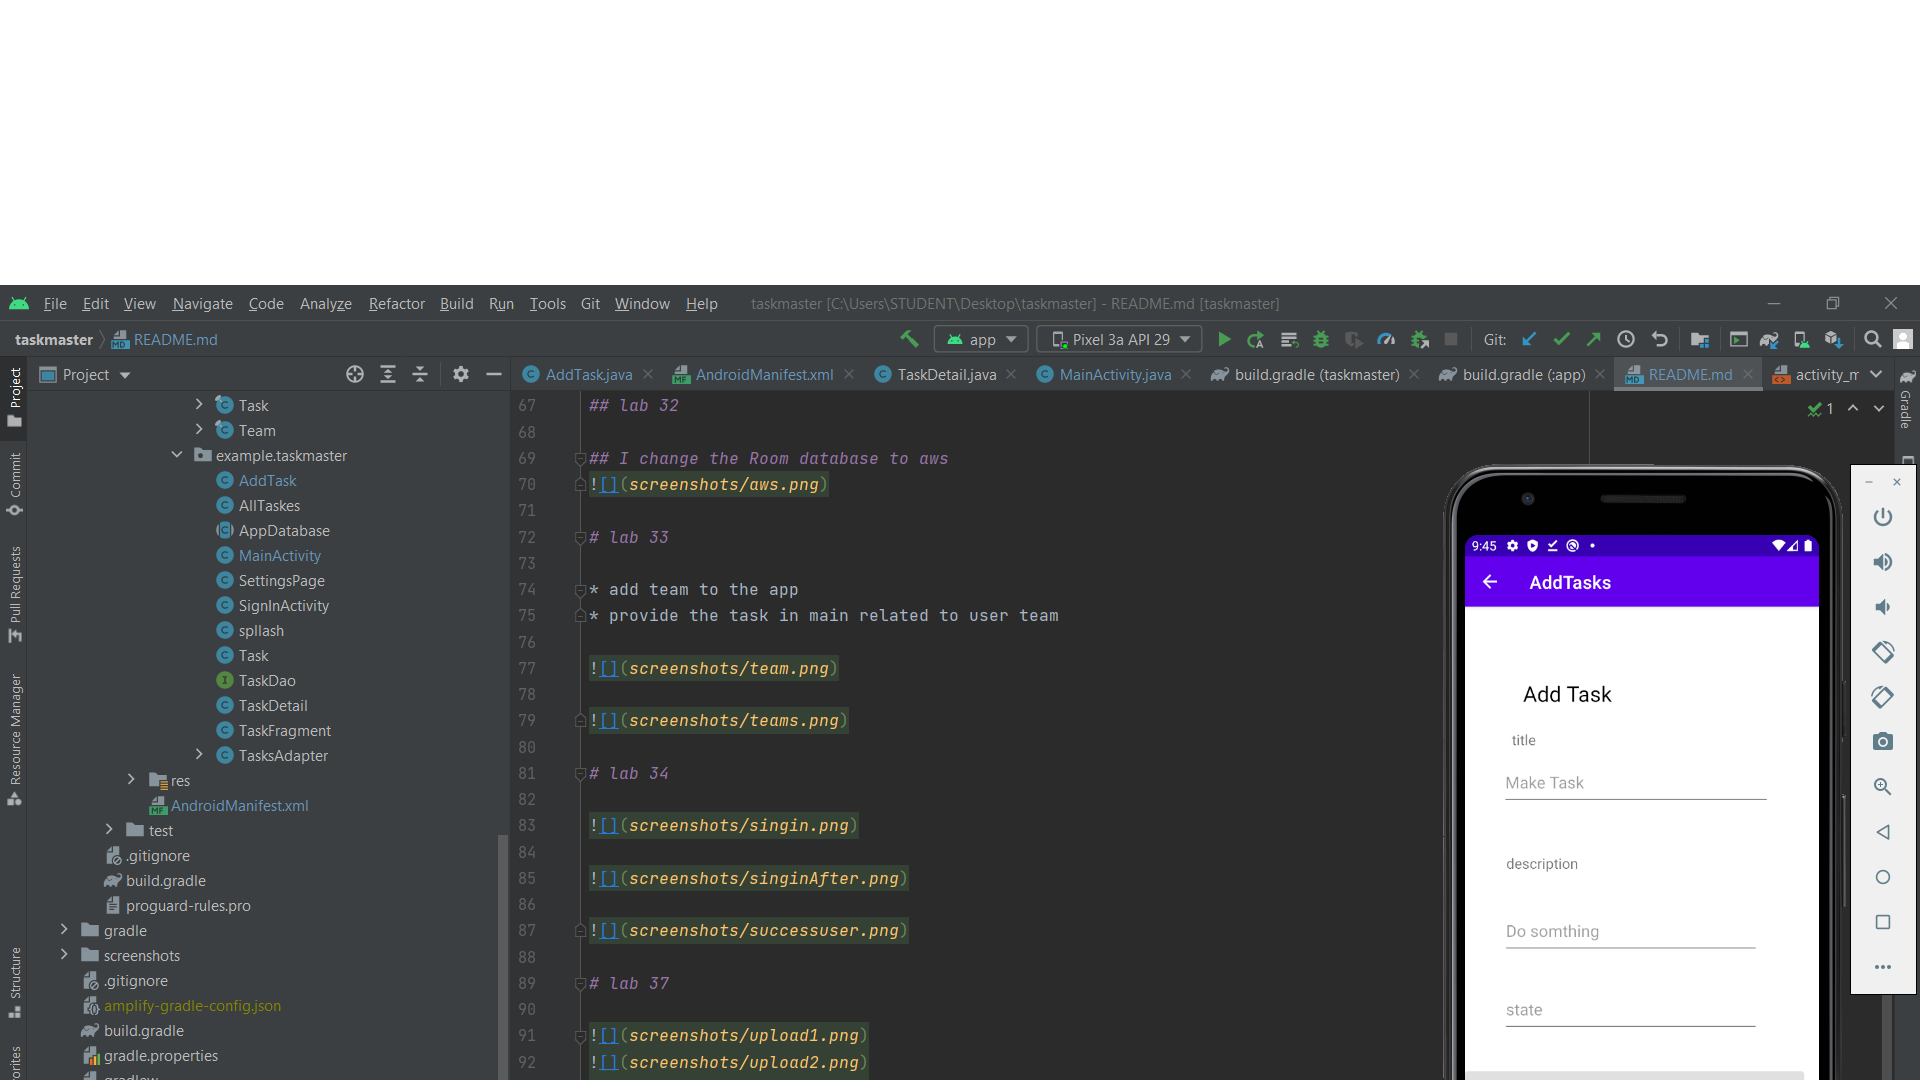 File Edit View Navigate Code Analyze Refactor Build Run Tools Git Window Help taskmaster [C:\Users\STUDENT\Desktop\taskmaster] - README.md [taskmaster]
taskmaster README.md app Pixel 3a API 29 Git:
Project
AddTask.java AndroidManifest.xml TaskDetail.java MainActivity.java build.gradle (taskmaster) build.gradle (:app) README.md activity_m
1
Project
Commit
Pull Requests
Resource Manager
Structure
Gradle
Task
Team
example.taskmaster
AddTask
AllTaskes
AppDatabase
MainActivity
SettingsPage
SignInActivity
spllash
Task
TaskDao
TaskDetail
TaskFragment
TasksAdapter
res
AndroidManifest.xml
test
.gitignore
build.gradle
proguard-rules.pro
gradle
screenshots
.gitignore
amplify-gradle-config.json
build.gradle
gradle.properties
67 ## lab 32
68
69 ## I change the Room database to aws
70 ![](screenshots/aws.png)
71
72 # lab 33
73
74 * add team to the app
75 * provide the task in main related to user team
76
77 ![](screenshots/team.png)
78
79 ![](screenshots/teams.png)
80
81 # lab 34
82
83 ![](screenshots/singin.png)
84
85 ![](screenshots/singinAfter.png)
86
87 ![](screenshots/successuser.png)
88
89 # lab 37
90
91 ![](screenshots/upload1.png)
92 ![](screenshots/upload2.png)
9:45
AddTasks
Add Task
title
Make Task
description
Do somthing
state